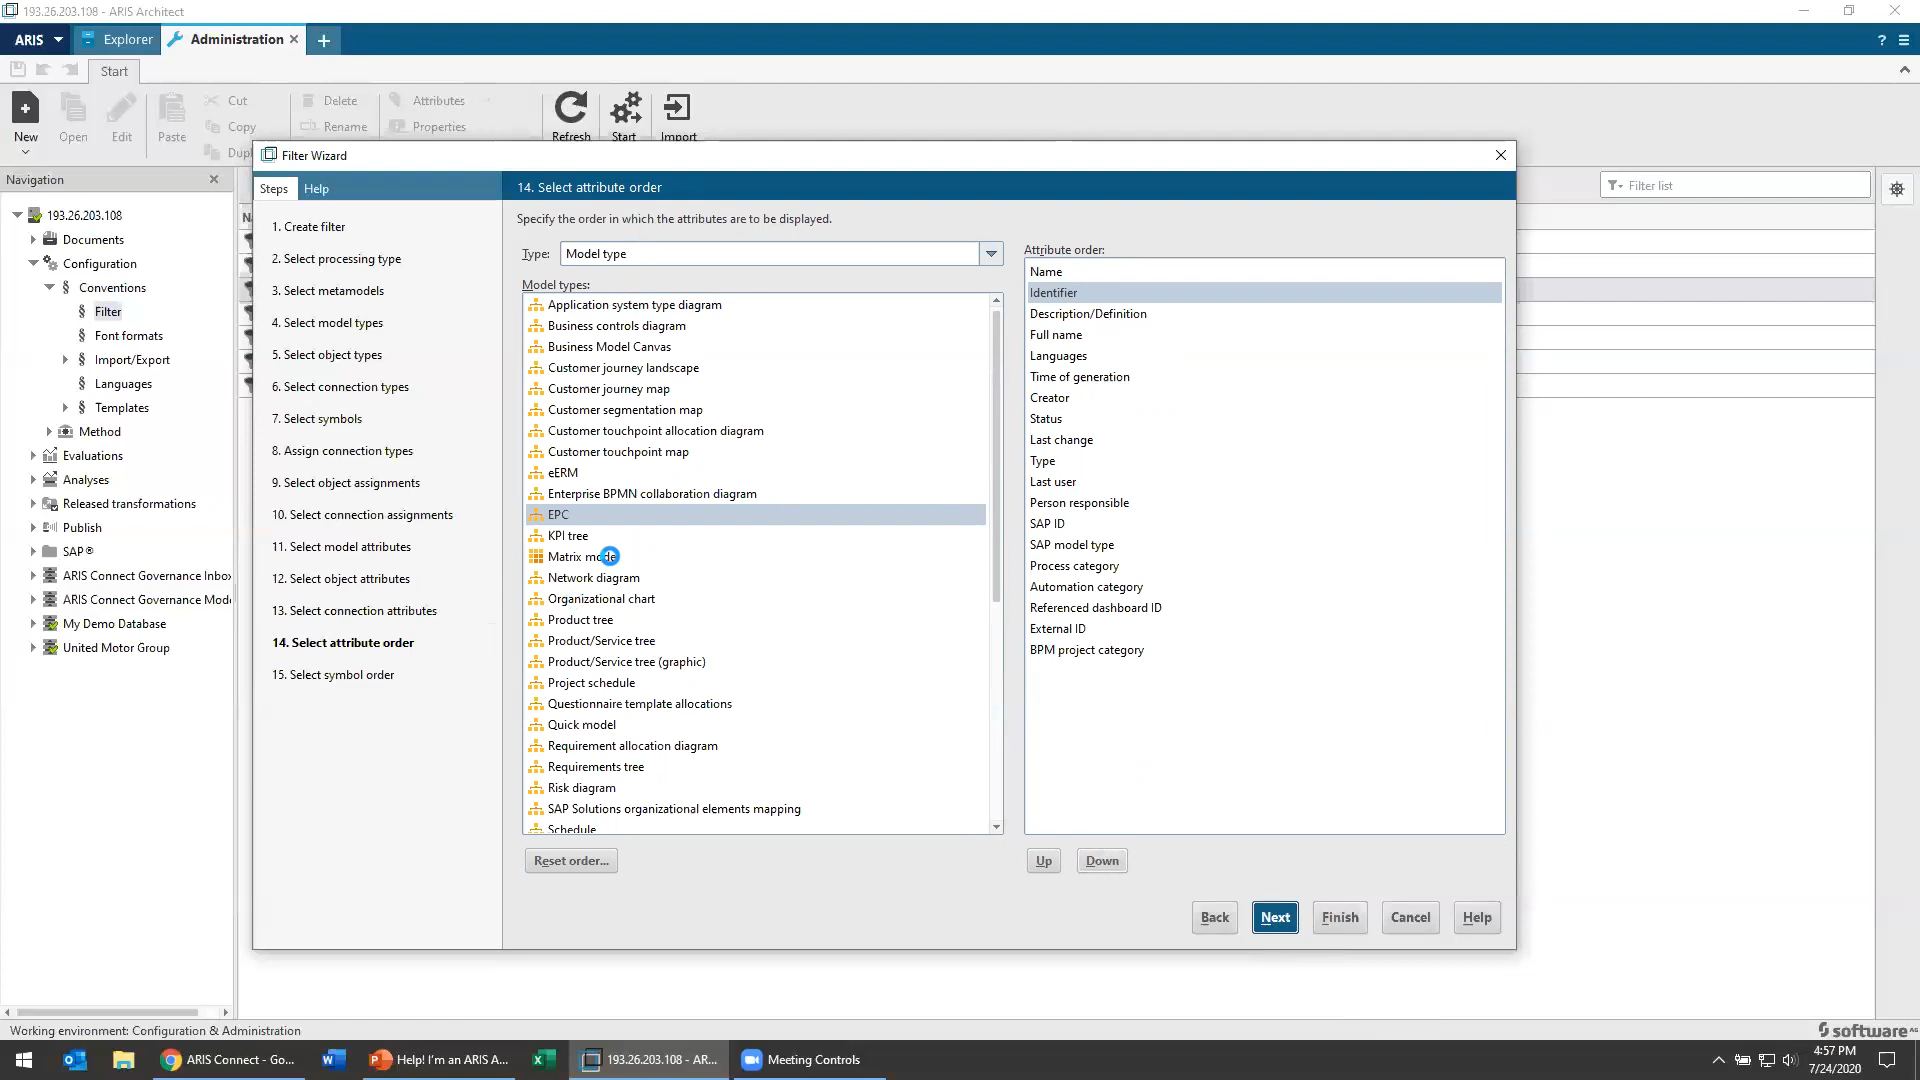 193.26.203.108 - ARIS Architect
ARIS
Explorer
Administration
Start
New
Open
Edit
Paste
Cut
Copy
Dupl
Delete
Rename
Attributes
Properties
Refresh
Start
Import
Navigation
193.26.203.108
Documents
Configuration
Conventions
Filter
Font formats
Import/Export
Languages
Templates
Method
Evaluations
Analyses
Released transformations
Publish
SAP®
ARIS Connect Governance Inbox
ARIS Connect Governance Mode
My Demo Database
United Motor Group
Filter list
Filter Wizard
Steps
Help
1. Create filter
2. Select processing type
3. Select metamodels
4. Select model types
5. Select object types
6. Select connection types
7. Select symbols
8. Assign connection types
9. Select object assignments
10. Select connection assignments
11. Select model attributes
12. Select object attributes
13. Select connection attributes
14. Select attribute order
15. Select symbol order
14. Select attribute order
Specify the order in which the attributes are to be displayed.
Type:
Model type
Model types:
Application system type diagram
Business controls diagram
Business Model Canvas
Customer journey landscape
Customer journey map
Customer segmentation map
Customer touchpoint allocation diagram
Customer touchpoint map
eERM
Enterprise BPMN collaboration diagram
EPC
KPI tree
Matrix model
Network diagram
Organizational chart
Product tree
Product/Service tree
Product/Service tree (graphic)
Project schedule
Questionnaire template allocations
Quick model
Requirement allocation diagram
Requirements tree
Risk diagram
SAP Solutions organizational elements mapping
Schedule
Reset order...
Attribute order:
Name
Identifier
Description/Definition
Full name
Languages
Time of generation
Creator
Status
Last change
Type
Last user
Person responsible
SAP ID
SAP model type
Process category
Automation category
Referenced dashboard ID
External ID
BPM project category
Up
Down
Back
Next
Finish
Cancel
Help
Working environment: Configuration & Administration
software AG
ARIS Connect - Go...
Help! I'm an ARIS A...
193.26.203.108 - AR...
Meeting Controls
4:57 PM
7/24/2020